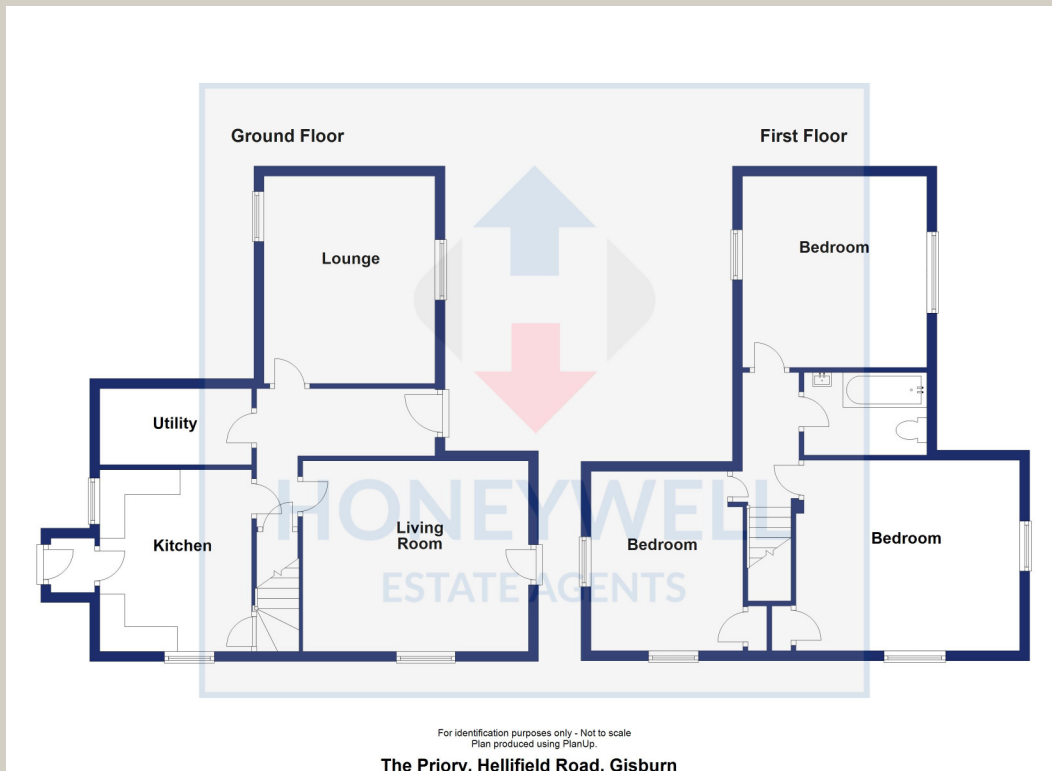 Ground Floor
First Floor
Lounge
Bedroom
Utility
Kitchen
Living
Room
Bedroom
Bedroom
HONEYWELL
ESTATE AGENTS
For identification purposes only - Not to scale
Plan produced using PlanUp.
The Priory, Hellifield Road, Gisburn